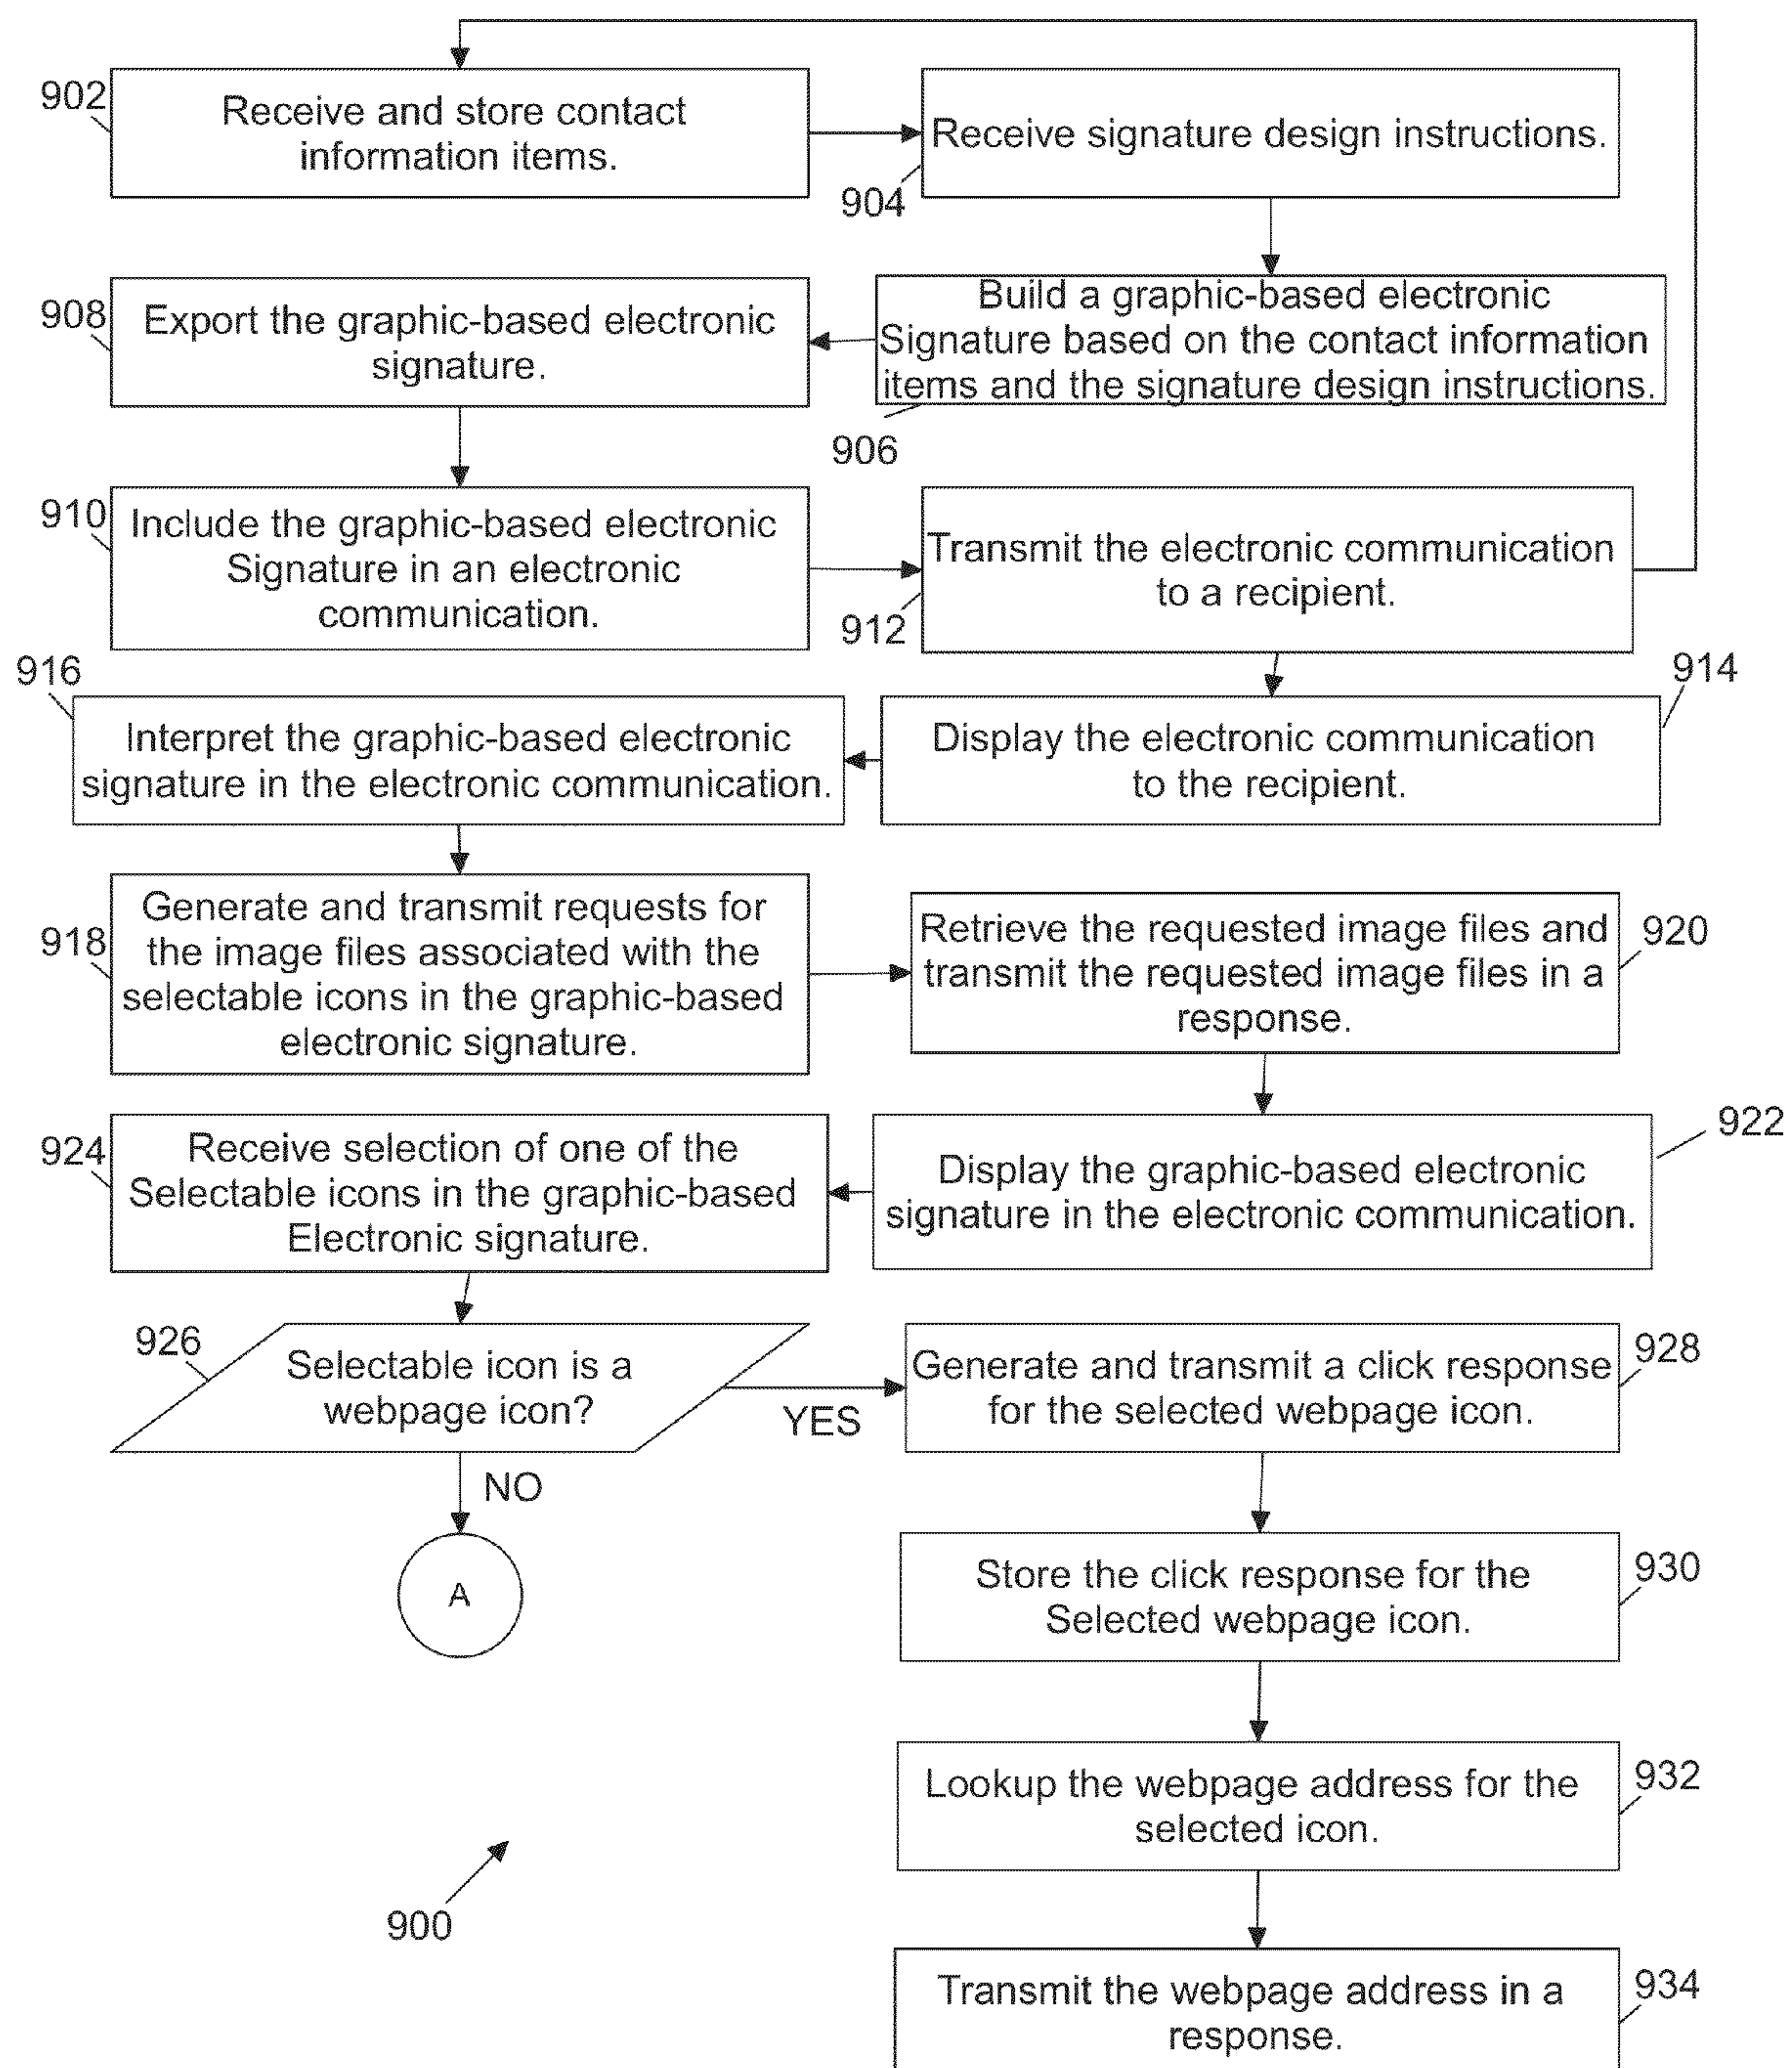 902
Receive and store contact
information items.
Receive signature design instructions.
904
908
Export the graphic-based electronic
signature.
Build a graphic-based electronic
Signature based on the contact information
items and the signature design instructions.
906
910
Include the graphic-based electronic
Signature in an electronic
communication.
Transmit the electronic communication
to a recipient.
912
916
Interpret the graphic-based electronic
signature in the electronic communication.
914
Display the electronic communication
to the recipient.
918
Generate and transmit requests for
the image files associated with the
selectable icons in the graphic-based
electronic signature.
Retrieve the requested image files and
transmit the requested image files in a
response.
920
924
Receive selection of one of the
Selectable icons in the graphic-based
Electronic signature.
922
Display the graphic-based electronic
signature in the electronic communication.
926
Selectable icon is a
webpage icon?
YES
NO
A
Generate and transmit a click response
for the selected webpage icon.
928
Store the click response for the
Selected webpage icon.
930
Lookup the webpage address for the
selected icon.
932
900
Transmit the webpage address in a
response.
934